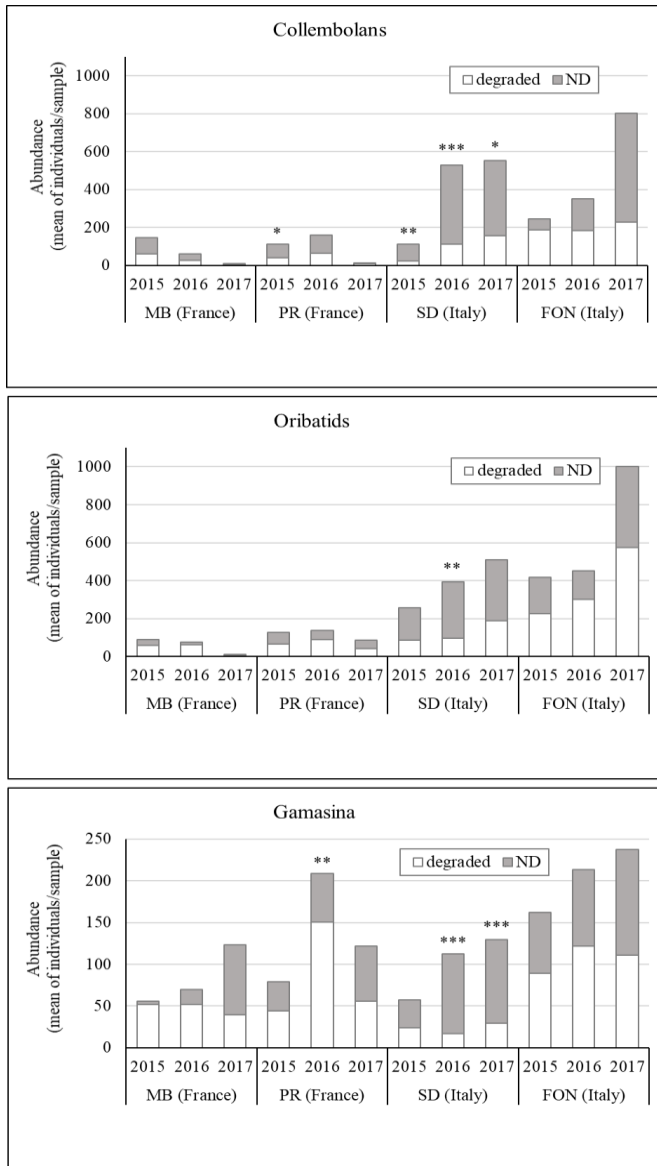 Collembolans
Abundance
(mean of individuals/sample)
1000
800
600
400
200
0
degraded ND
* ** *** *
2015 2016 2017 2015 2016 2017 2015 2016 2017 2015 2016 2017
MB (France) PR (France) SD (Italy) FON (Italy)
Oribatids
Abundance
(mean of individuals/sample)
1000
800
600
400
200
0
degraded ND
**
2015 2016 2017 2015 2016 2017 2015 2016 2017 2015 2016 2017
MB (France) PR (France) SD (Italy) FON (Italy)
Gamasina
Abundance
(mean of individuals/sample)
250
200
150
100
50
0
degraded ND
** *** ***
2015 2016 2017 2015 2016 2017 2015 2016 2017 2015 2016 2017
MB (France) PR (France) SD (Italy) FON (Italy)